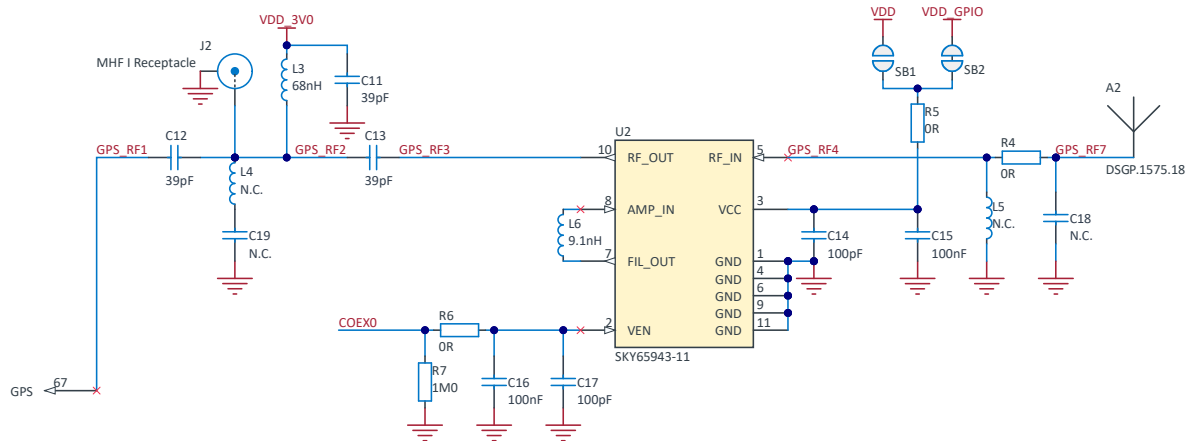 VDD_3V0
VDD
VDD_GPIO
J2
MHF I Receptacle
L3
68nH
C11
39pF
SB1
SB2
A2
R5
0R
U2
C12
GPS_RF1
39pF
GPS_RF2
C13
39pF
GPS_RF3
10
RF_OUT
RF_IN
5
GPS_RF4
R4
0R
GPS_RF7
DSGP.1575.18
L4
N.C.
C19
N.C.
8
AMP_IN
VCC
3
L6
9.1nH
7
FIL_OUT
C14
100pF
C15
100nF
L5
N.C.
C18
N.C.
GND
1
GND
4
GND
6
GND
9
GND
11
COEX0
R6
0R
2
VEN
SKY65943-11
R7
1M0
C16
100nF
C17
100pF
GPS
67